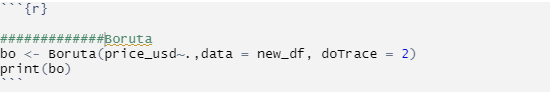 ```{r}
#############Boruta
bo <- Boruta(price_usd~.,data = new_df, doTrace = 2)
print(bo)
```